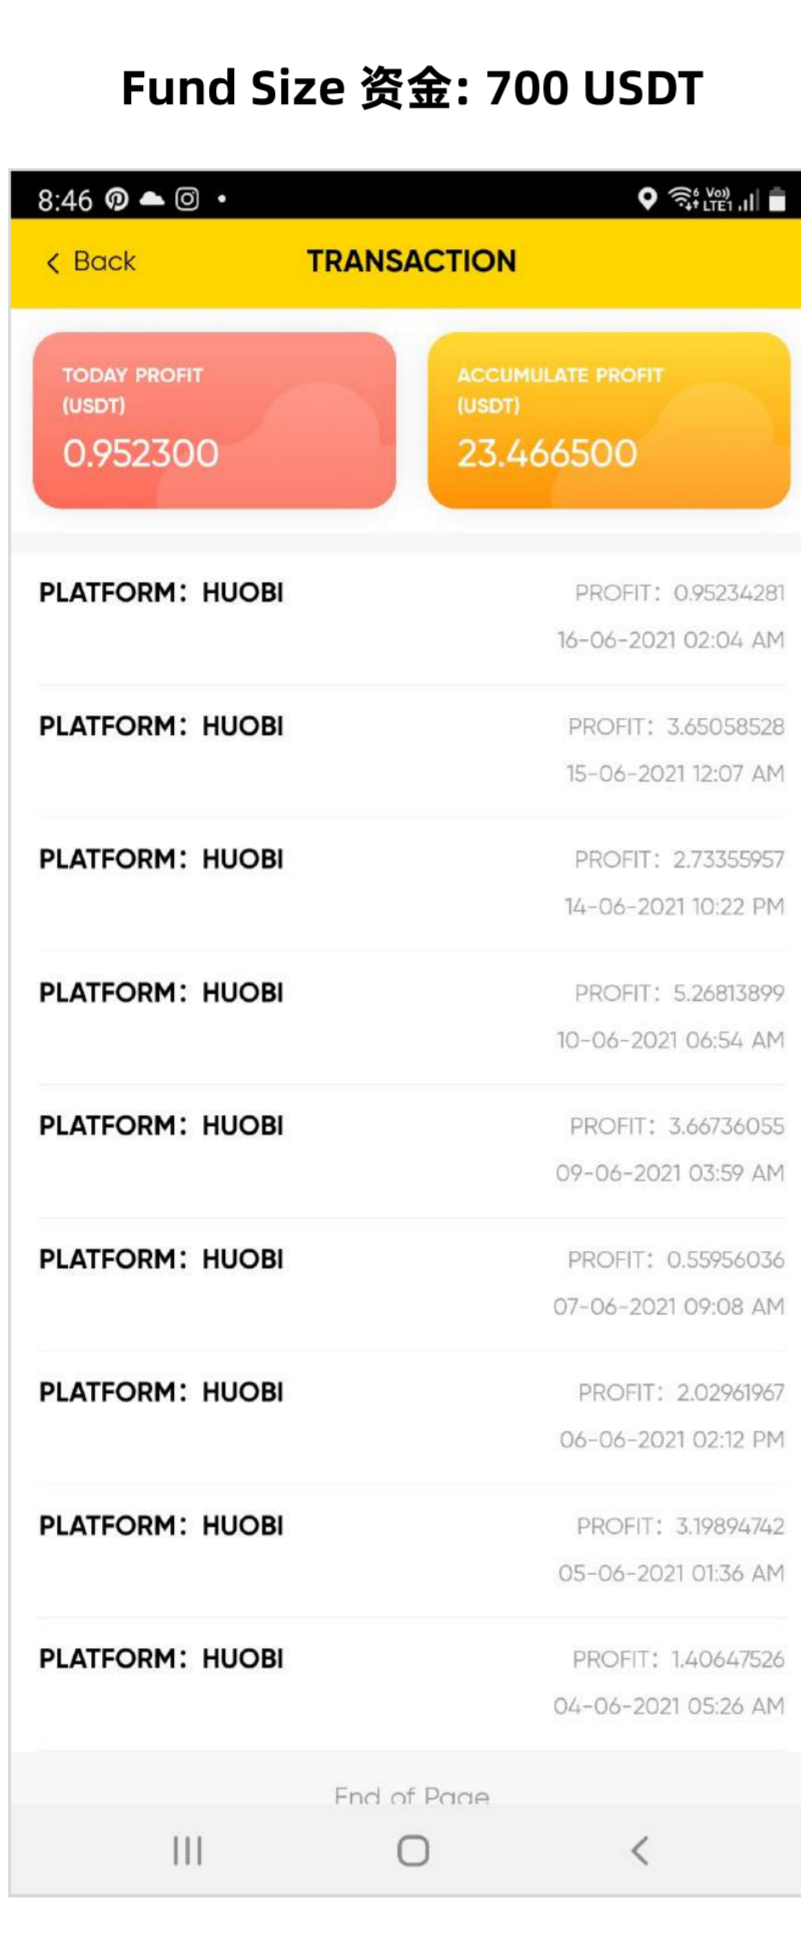 Fund Size 资金: 700 USDT
8:46
6 Vo))
LTE1
Back
TRANSACTION
TODAY PROFIT
(USDT)
0.952300
ACCUMULATE PROFIT
(USDT)
23.466500
PLATFORM: HUOBI
PROFIT: 0.95234281
16-06-2021 02:04 AM
PLATFORM: HUOBI
PROFIT: 3.65058528
15-06-2021 12:07 AM
PLATFORM: HUOBI
PROFIT: 2.73355957
14-06-2021 10:22 PM
PLATFORM: HUOBI
PROFIT: 5.26813899
10-06-2021 06:54 AM
PLATFORM: HUOBI
PROFIT: 3.66736055
09-06-2021 03:59 AM
PLATFORM: HUOBI
PROFIT: 0.55956036
07-06-2021 09:08 AM
PLATFORM: HUOBI
PROFIT: 2.02961967
06-06-2021 02:12 PM
PLATFORM: HUOBI
PROFIT: 3.19894742
05-06-2021 01:36 AM
PLATFORM: HUOBI
PROFIT: 1.40647526
04-06-2021 05:26 AM
End of Page